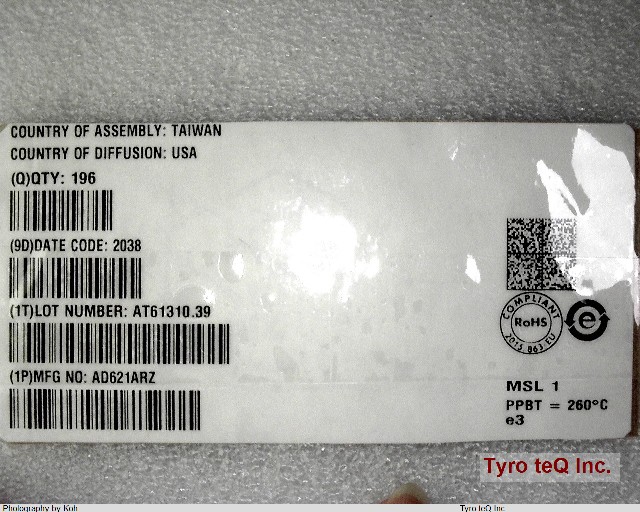 COUNTRY OF ASSEMBLY: TAIWAN
COUNTRY OF DIFFUSION: USA
(Q)QTY: 196
(9D)DATE CODE: 2038
(1T)LOT NUMBER: AT61310.39
(1P)MFG NO: AD621ARZ
COMPLIANT
RoHS
2015 863 EU
e
MSL 1
PPBT = 260°C
e3
Tyro teQ Inc.
Photography by Koh
Tyro teQ Inc